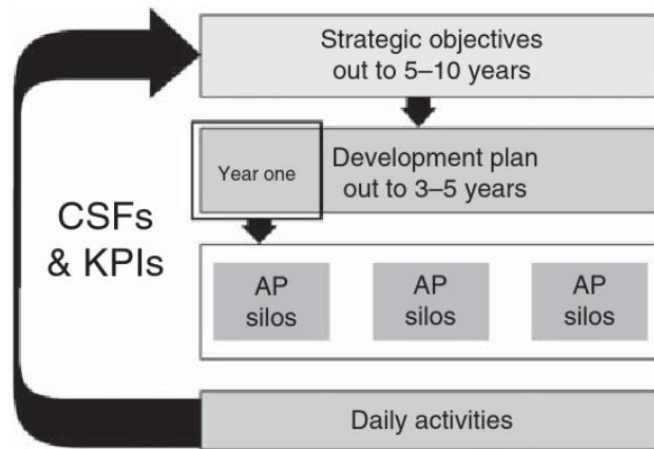 Strategic objectives
out to 5–10 years
Year one
Development plan
out to 3–5 years
CSFs
& KPIs
AP
silos
AP
silos
AP
silos
Daily activities